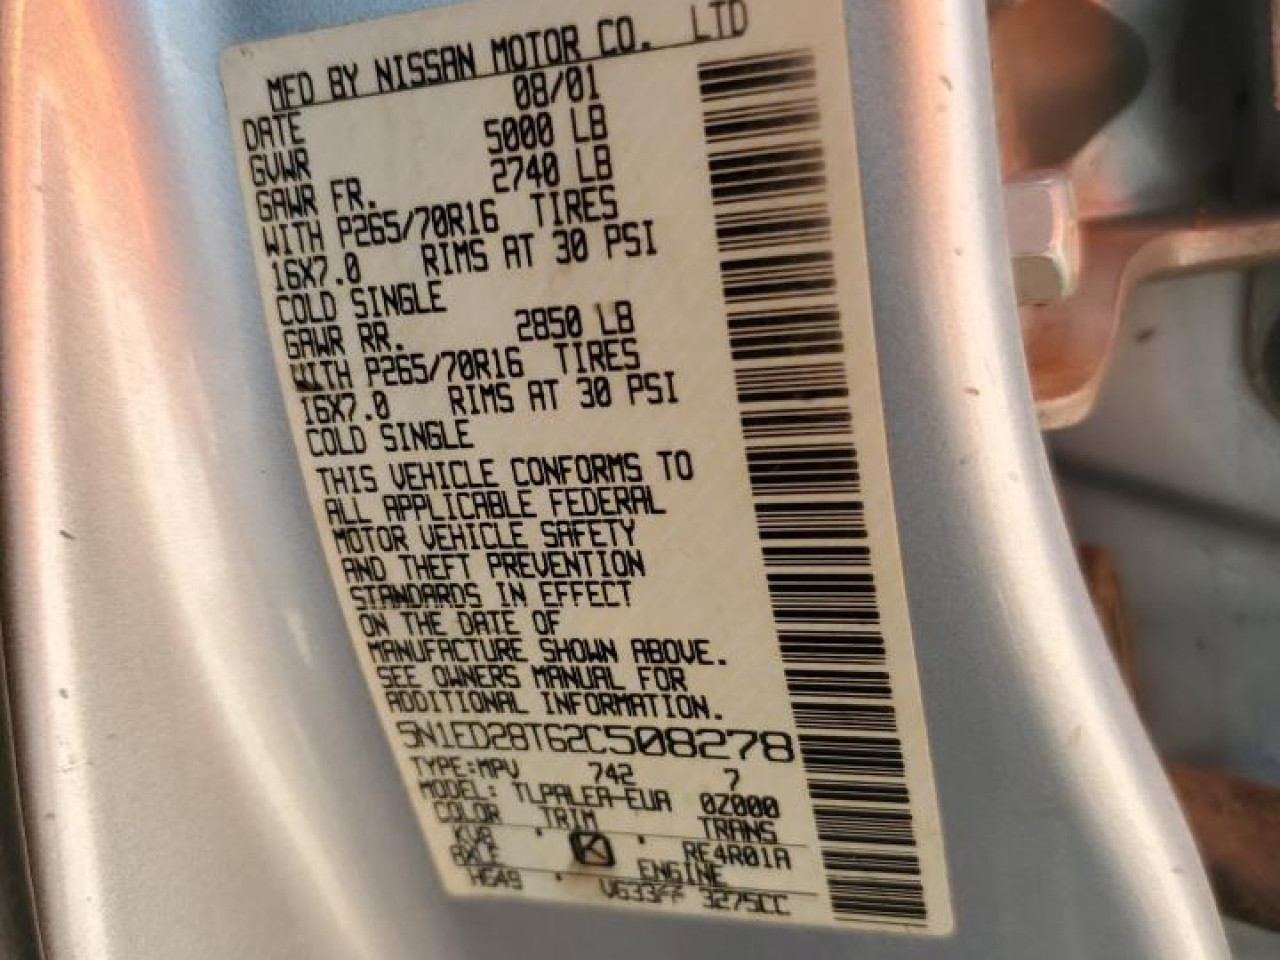 MFD BY NISSAN MOTOR CO. LTD
DATE 08/01
GVWR 5000 LB
GAWR FR. 2740 LB
WITH P265/70R16 TIRES
16X7.0 RIMS AT 30 PSI
COLD SINGLE
GAWR RR. 2850 LB
WITH P265/70R16 TIRES
16X7.0 RIMS AT 30 PSI
COLD SINGLE
THIS VEHICLE CONFORMS TO
ALL APPLICABLE FEDERAL
MOTOR VEHICLE SAFETY
AND THEFT PREVENTION
STANDARDS IN EFFECT
ON THE DATE OF
MANUFACTURE SHOWN ABOVE.
SEE OWNERS MANUAL FOR
ADDITIONAL INFORMATION.
5N1ED28T62C508278
TYPE:MPV 742 7
MODEL: TLPALEA-EUA 0Z000
COLOR TRIM TRANS
KV8 K RE4R01A
AXLE ENGINE
HG49 VG33FF 3275CC